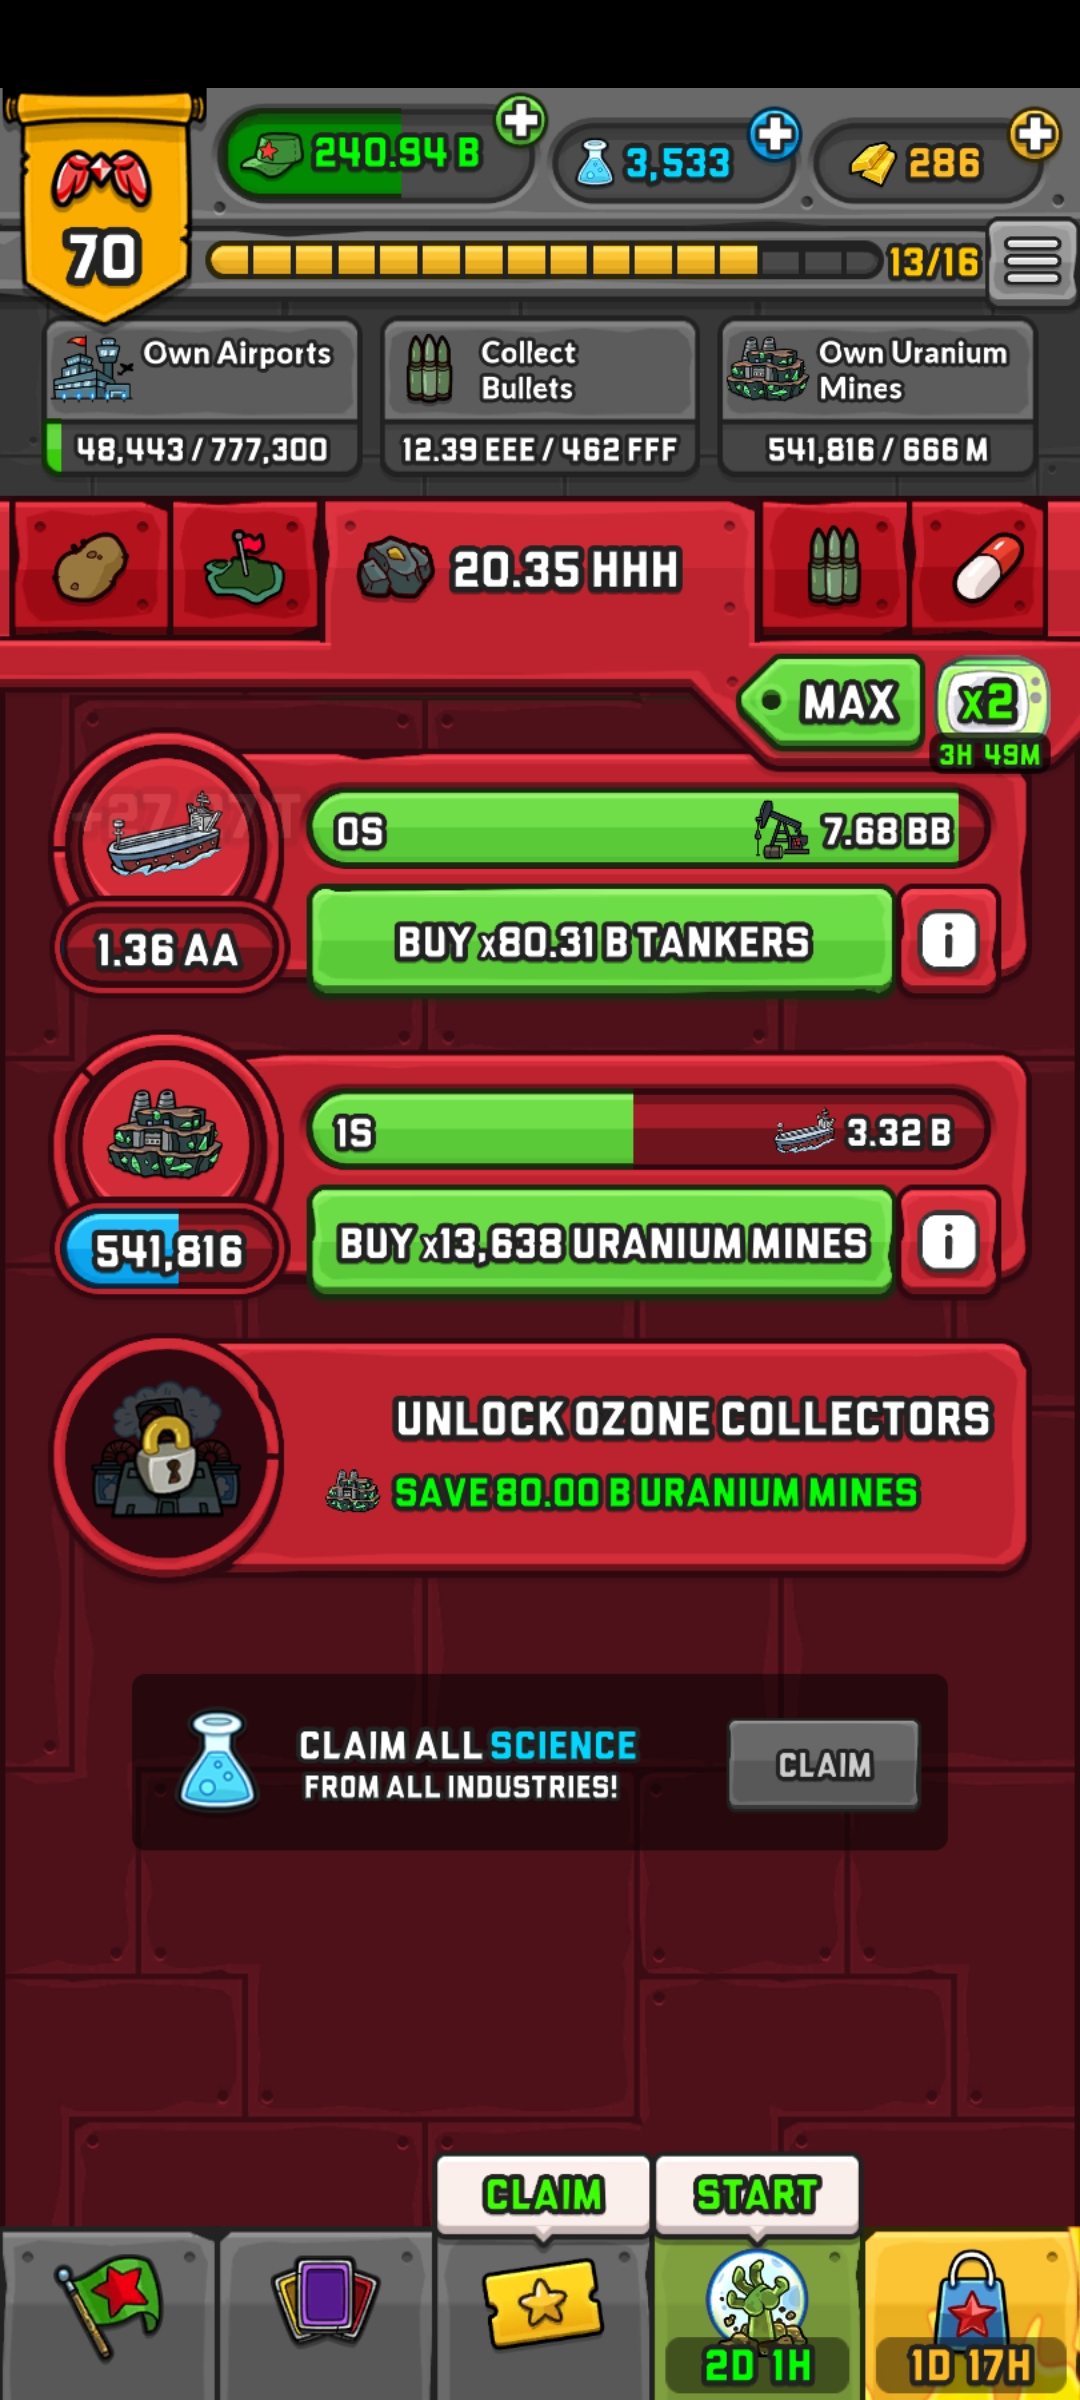 240.94 B
3,533
286
70
13/16
Own Airports
48,443 / 777,300
Collect
Bullets
12.39 EEE / 462 FFF
Own Uranium
Mines
541,816 / 666 M
20.35 HHH
MAX
x2
3H 49M
0S
7.68 BB
1.36 AA
BUY x80.31 B TANKERS
i
1S
3.32 B
541,816
BUY x13,638 URANIUM MINES
i
UNLOCK OZONE COLLECTORS
SAVE 80.00 B URANIUM MINES
CLAIM ALL SCIENCE
FROM ALL INDUSTRIES!
CLAIM
CLAIM
START
2D 1H
1D 17H